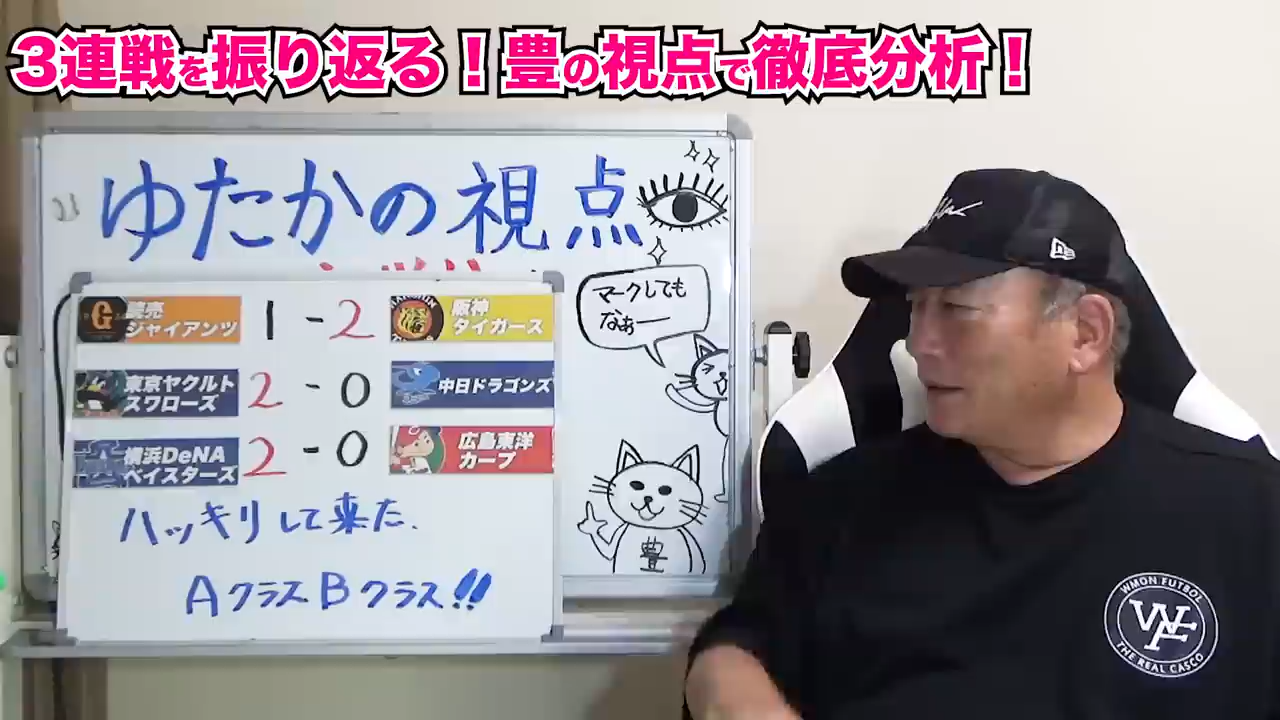 3連戦を振り返る！豊の視点で徹底分析！
ゆたかの視点
マークしても
なぁー
読売
ジャイアンツ
1-2
阪神
タイガース
東京ヤクルト
スワローズ
2-0
中日ドラゴンズ
横浜DeNA
ベイスターズ
2-0
広島東洋
カープ
ハッキリして来た.
AクラスBクラス!!
豊
WMON FUTBOL
WF
THE REAL CASCO